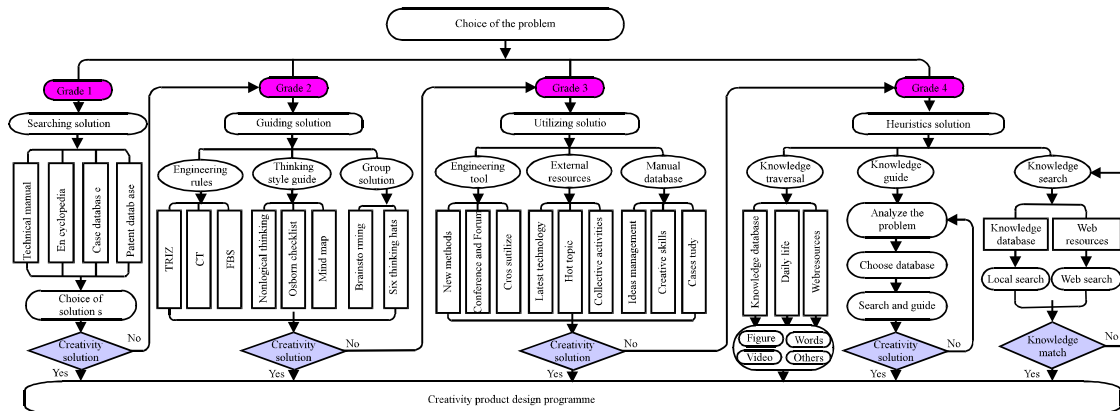 Choice of the problem
Grade 1
Grade 2
Grade 3
Grade 4
Searching solution
Guiding solution
Utilizing solutio
Heuristics solution
Technical manual
En cyclopedia
Case databas e
Patent datab ase
Choice of
solution s
Creativity
solution
No
Yes
Engineering
rules
Thinking
style guide
Group
solution
TRIZ
CT
FBS
Nonlogical thinking
Osborn checklist
Mind map
Brainsto rming
Six thinking hats
Creativity
solution
No
Yes
Engineering
tool
External
resources
Manual
database
New methods
Conference and Forum
Cros sutilize
Latest technology
Hot topic
Collective activities
Ideas management
Creative skills
Cases tudy
Creativity
solution
No
Yes
Knowledge
traversal
Knowledge database
Daily life
Webresources
Figure
Words
Video
Others
Knowledge
guide
Analyze the
problem
Choose database
Search and guide
Creativity
solution
No
Yes
Knowledge
search
Knowledge
database
Web
resources
Local search
Web search
Knowledge
match
No
Yes
Creativity product design programme